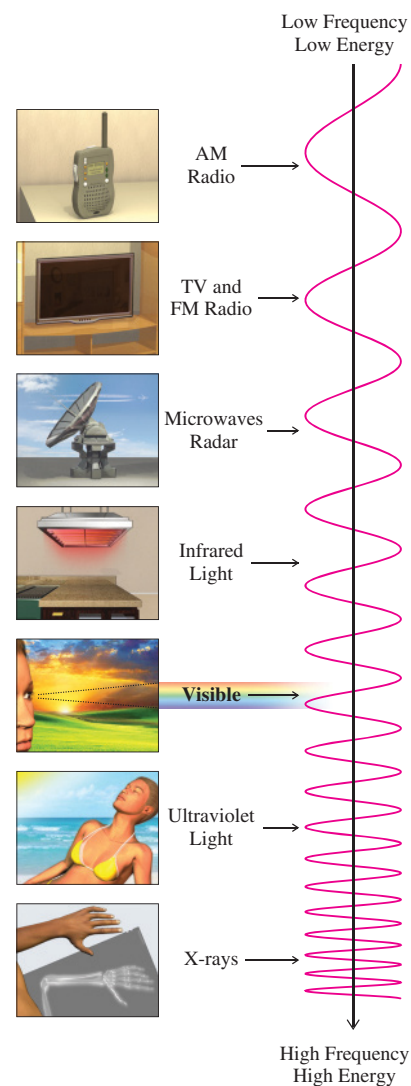 Low Frequency
Low Energy
AM
Radio
TV and
FM Radio
Microwaves
Radar
Infrared
Light
Visible
Ultraviolet
Light
X-rays
High Frequency
High Energy